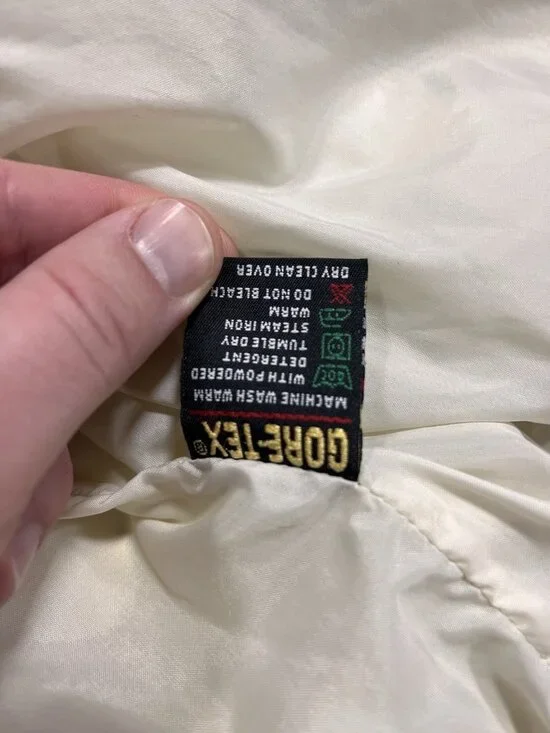 GORE-TEX®
MACHINE WASH WARM
WITH POWDERED
DETERGENT
TUMBLE DRY
STEAM IRON
WARM
DO NOT BLEACH
DRY CLEAN OVER